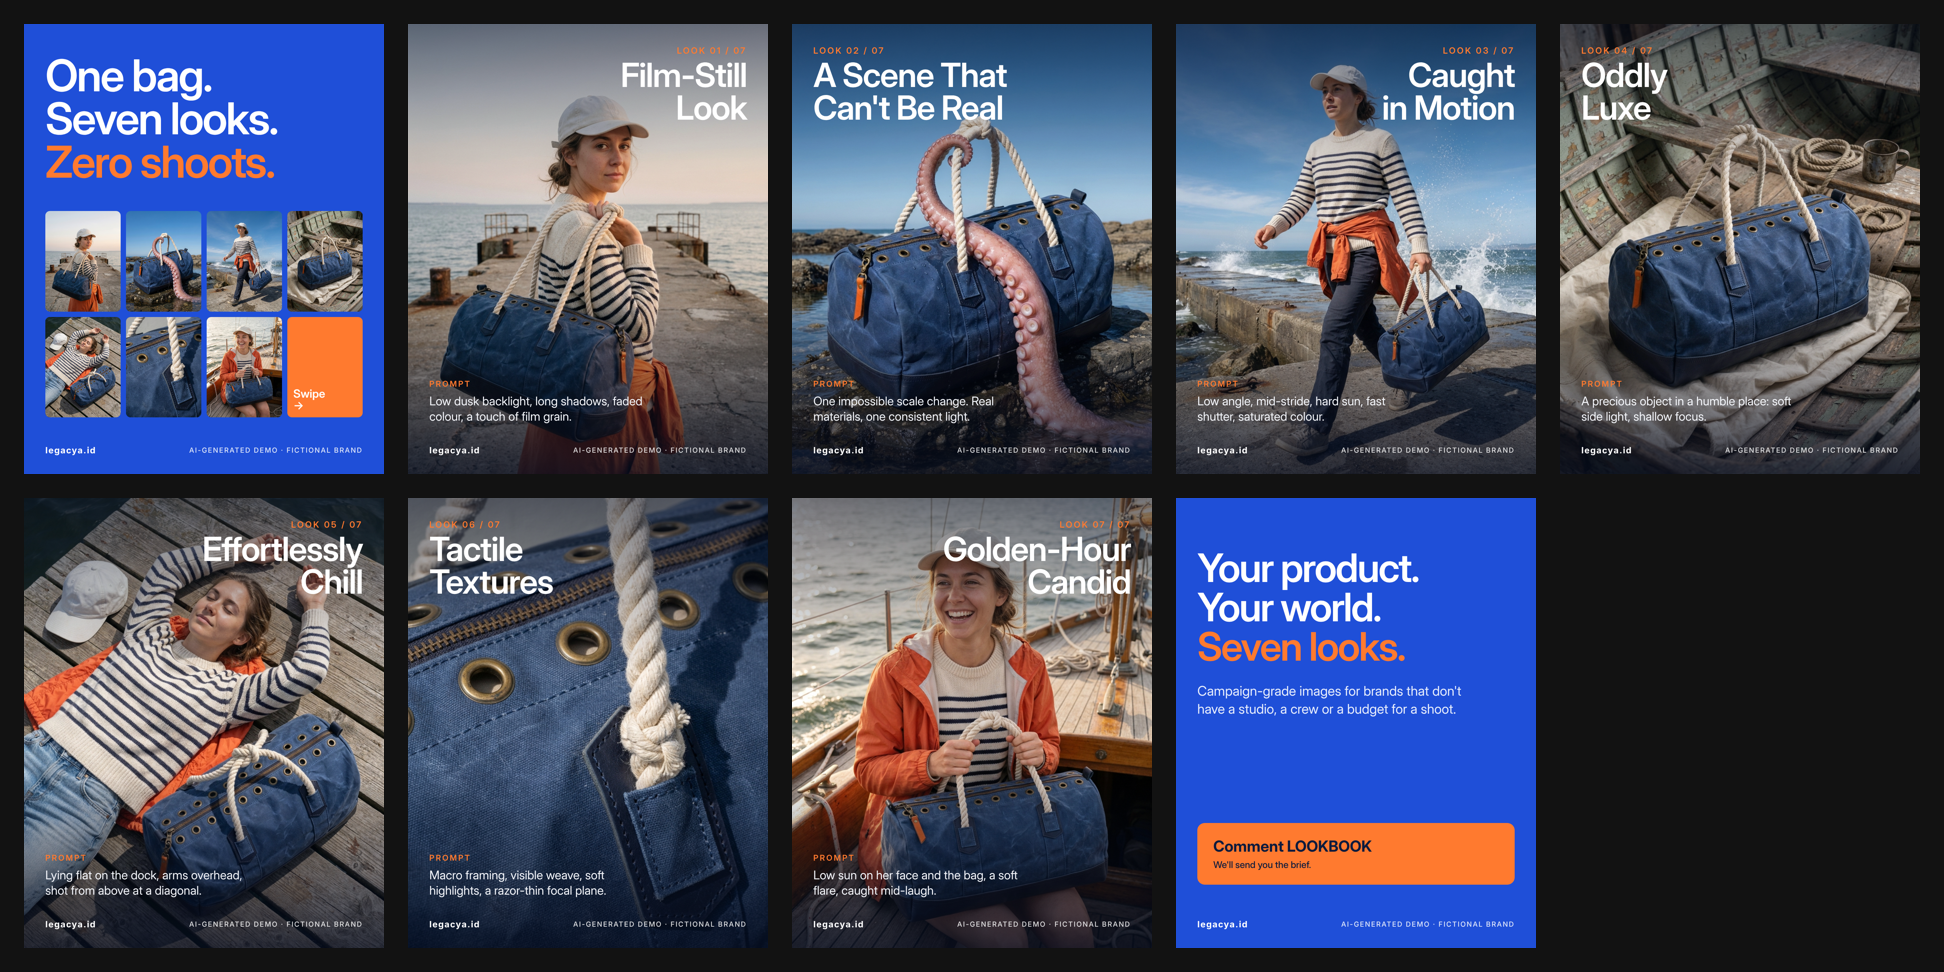 One bag.
Seven looks.
Zero shoots.
Swipe
→
legacya.id
AI-GENERATED DEMO · FICTIONAL BRAND
LOOK 01 / 07
Film-Still
Look
PROMPT
Low dusk backlight, long shadows, faded
colour, a touch of film grain.
legacya.id
AI-GENERATED DEMO · FICTIONAL BRAND
LOOK 02 / 07
A Scene That
Can't Be Real
PROMPT
One impossible scale change. Real
materials, one consistent light.
legacya.id
AI-GENERATED DEMO · FICTIONAL BRAND
LOOK 03 / 07
Caught
in Motion
PROMPT
Low angle, mid-stride, hard sun, fast
shutter, saturated colour.
legacya.id
AI-GENERATED DEMO · FICTIONAL BRAND
LOOK 04 / 07
Oddly
Luxe
PROMPT
A precious object in a humble place: soft
side light, shallow focus.
legacya.id
AI-GENERATED DEMO · FICTIONAL BRAND
LOOK 05 / 07
Effortlessly
Chill
PROMPT
Lying flat on the dock, arms overhead,
shot from above at a diagonal.
legacya.id
AI-GENERATED DEMO · FICTIONAL BRAND
LOOK 06 / 07
Tactile
Textures
PROMPT
Macro framing, visible weave, soft
highlights, a razor-thin focal plane.
legacya.id
AI-GENERATED DEMO · FICTIONAL BRAND
LOOK 07 / 07
Golden-Hour
Candid
PROMPT
Low sun on her face and the bag, a soft
flare, caught mid-laugh.
legacya.id
AI-GENERATED DEMO · FICTIONAL BRAND
Your product.
Your world.
Seven looks.
Campaign-grade images for brands that don't
have a studio, a crew or a budget for a shoot.
Comment LOOKBOOK
We'll send you the brief.
legacya.id
AI-GENERATED DEMO · FICTIONAL BRAND